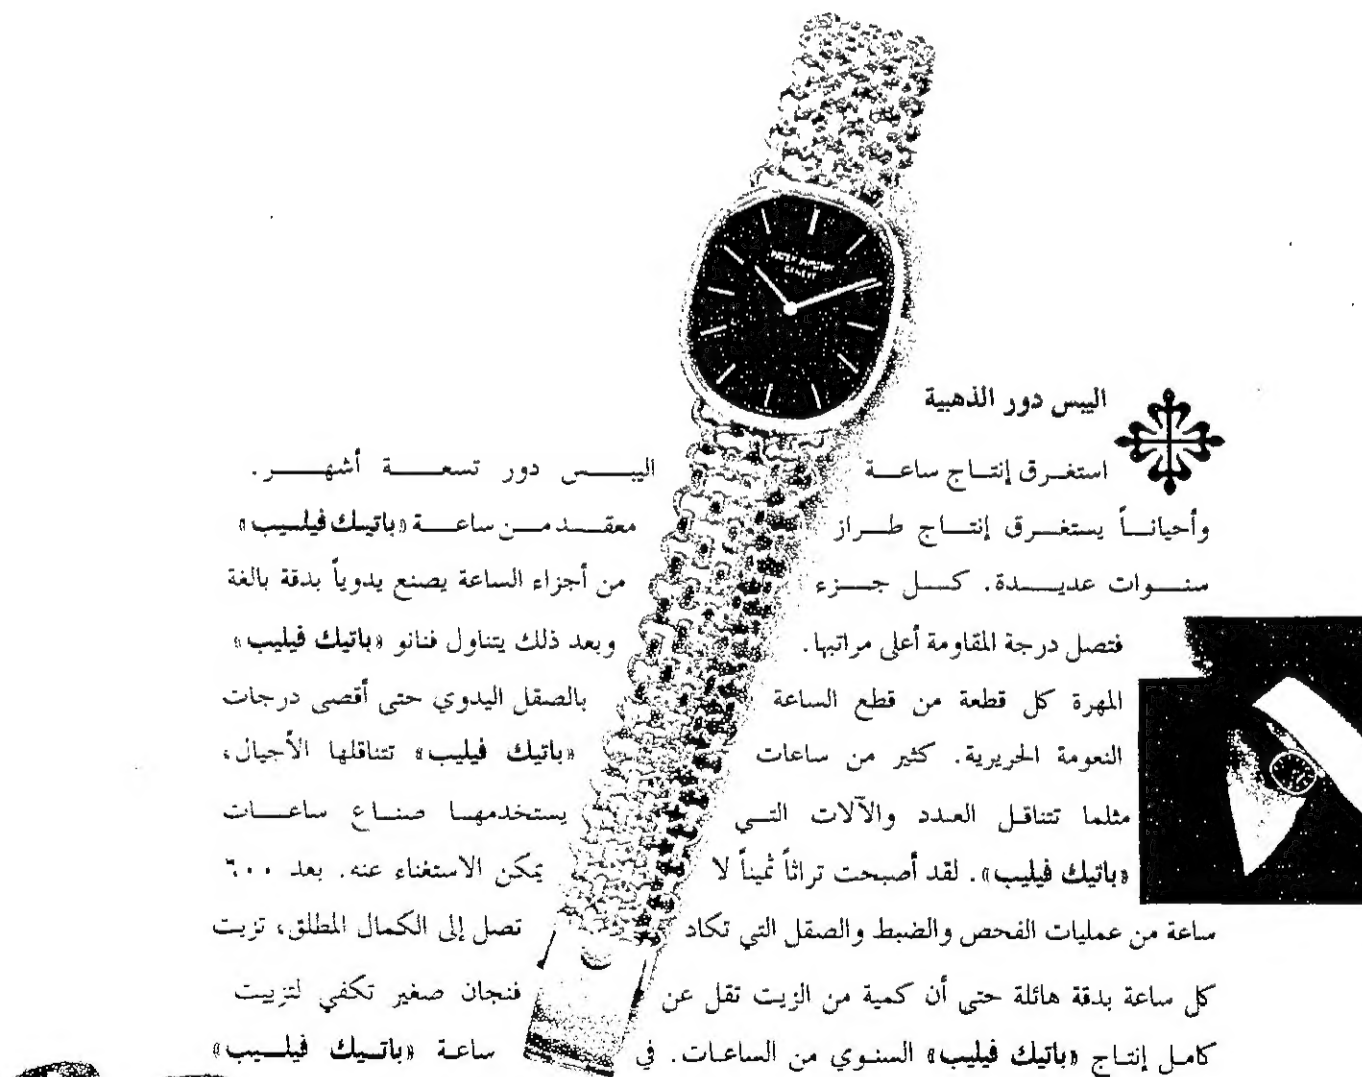 PATEK PHILIPPE
GENEVE
اليبس دور الذهبية
استغرق إنتاج ساعة اليبس دور تسعة أشهر.
وأحياناً يستغرق إنتاج طراز معقد من ساعة «باتيك فيليب»
سنوات عديدة. كل جزء من أجزاء الساعة يصنع يدوياً بدقة بالغة
فتصل درجة المقاومة أعلى مراتبها. وبعد ذلك يتناول فنانو «باتيك فيليب»
المهرة كل قطعة من قطع الساعة بالصقل اليدوي حتى أقصى درجات
النعومة الحريرية. كثير من ساعات «باتيك فيليب» تتناقلها الأجيال،
مثلما تتناقل العدد والآلات التي يستخدمها صناع ساعات
«باتيك فيليب». لقد أصبحت تراثاً ثميناً لا يمكن الاستغناء عنه. بعد ٦٠٠
ساعة من عمليات الفحص والضبط والصقل التي تكاد تصل إلى الكمال المطلق، تزيت
كل ساعة بدقة هائلة حتى أن كمية من الزيت تقل عن فنجان صغير تكفي لتزييت
كامل إنتاج «باتيك فيليب» السنوي من الساعات. في ساعة «باتيك فيليب»